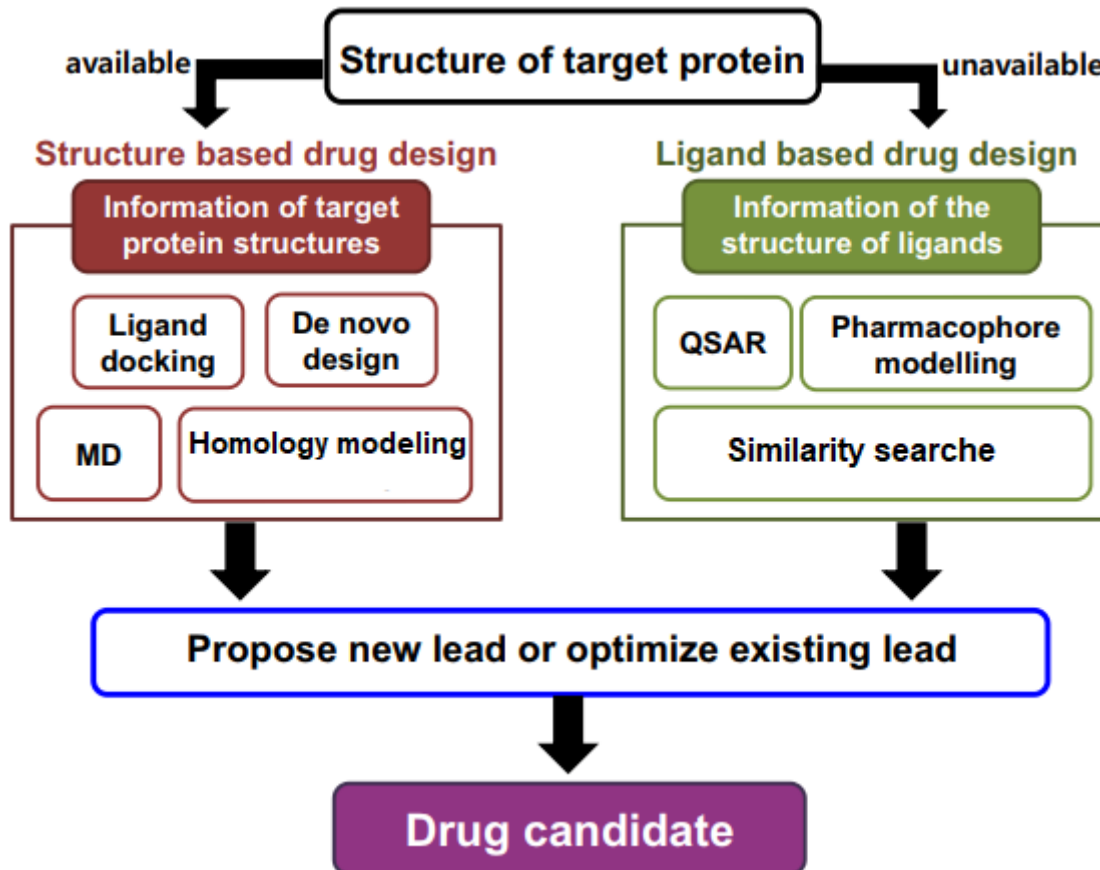 Structure of target protein
available
unavailable
Structure based drug design
Information of target
protein structures
Ligand
docking
De novo
design
MD
Homology modeling
Ligand based drug design
Information of the
structure of ligands
QSAR
Pharmacophore
modelling
Similarity searche
Propose new lead or optimize existing lead
Drug candidate